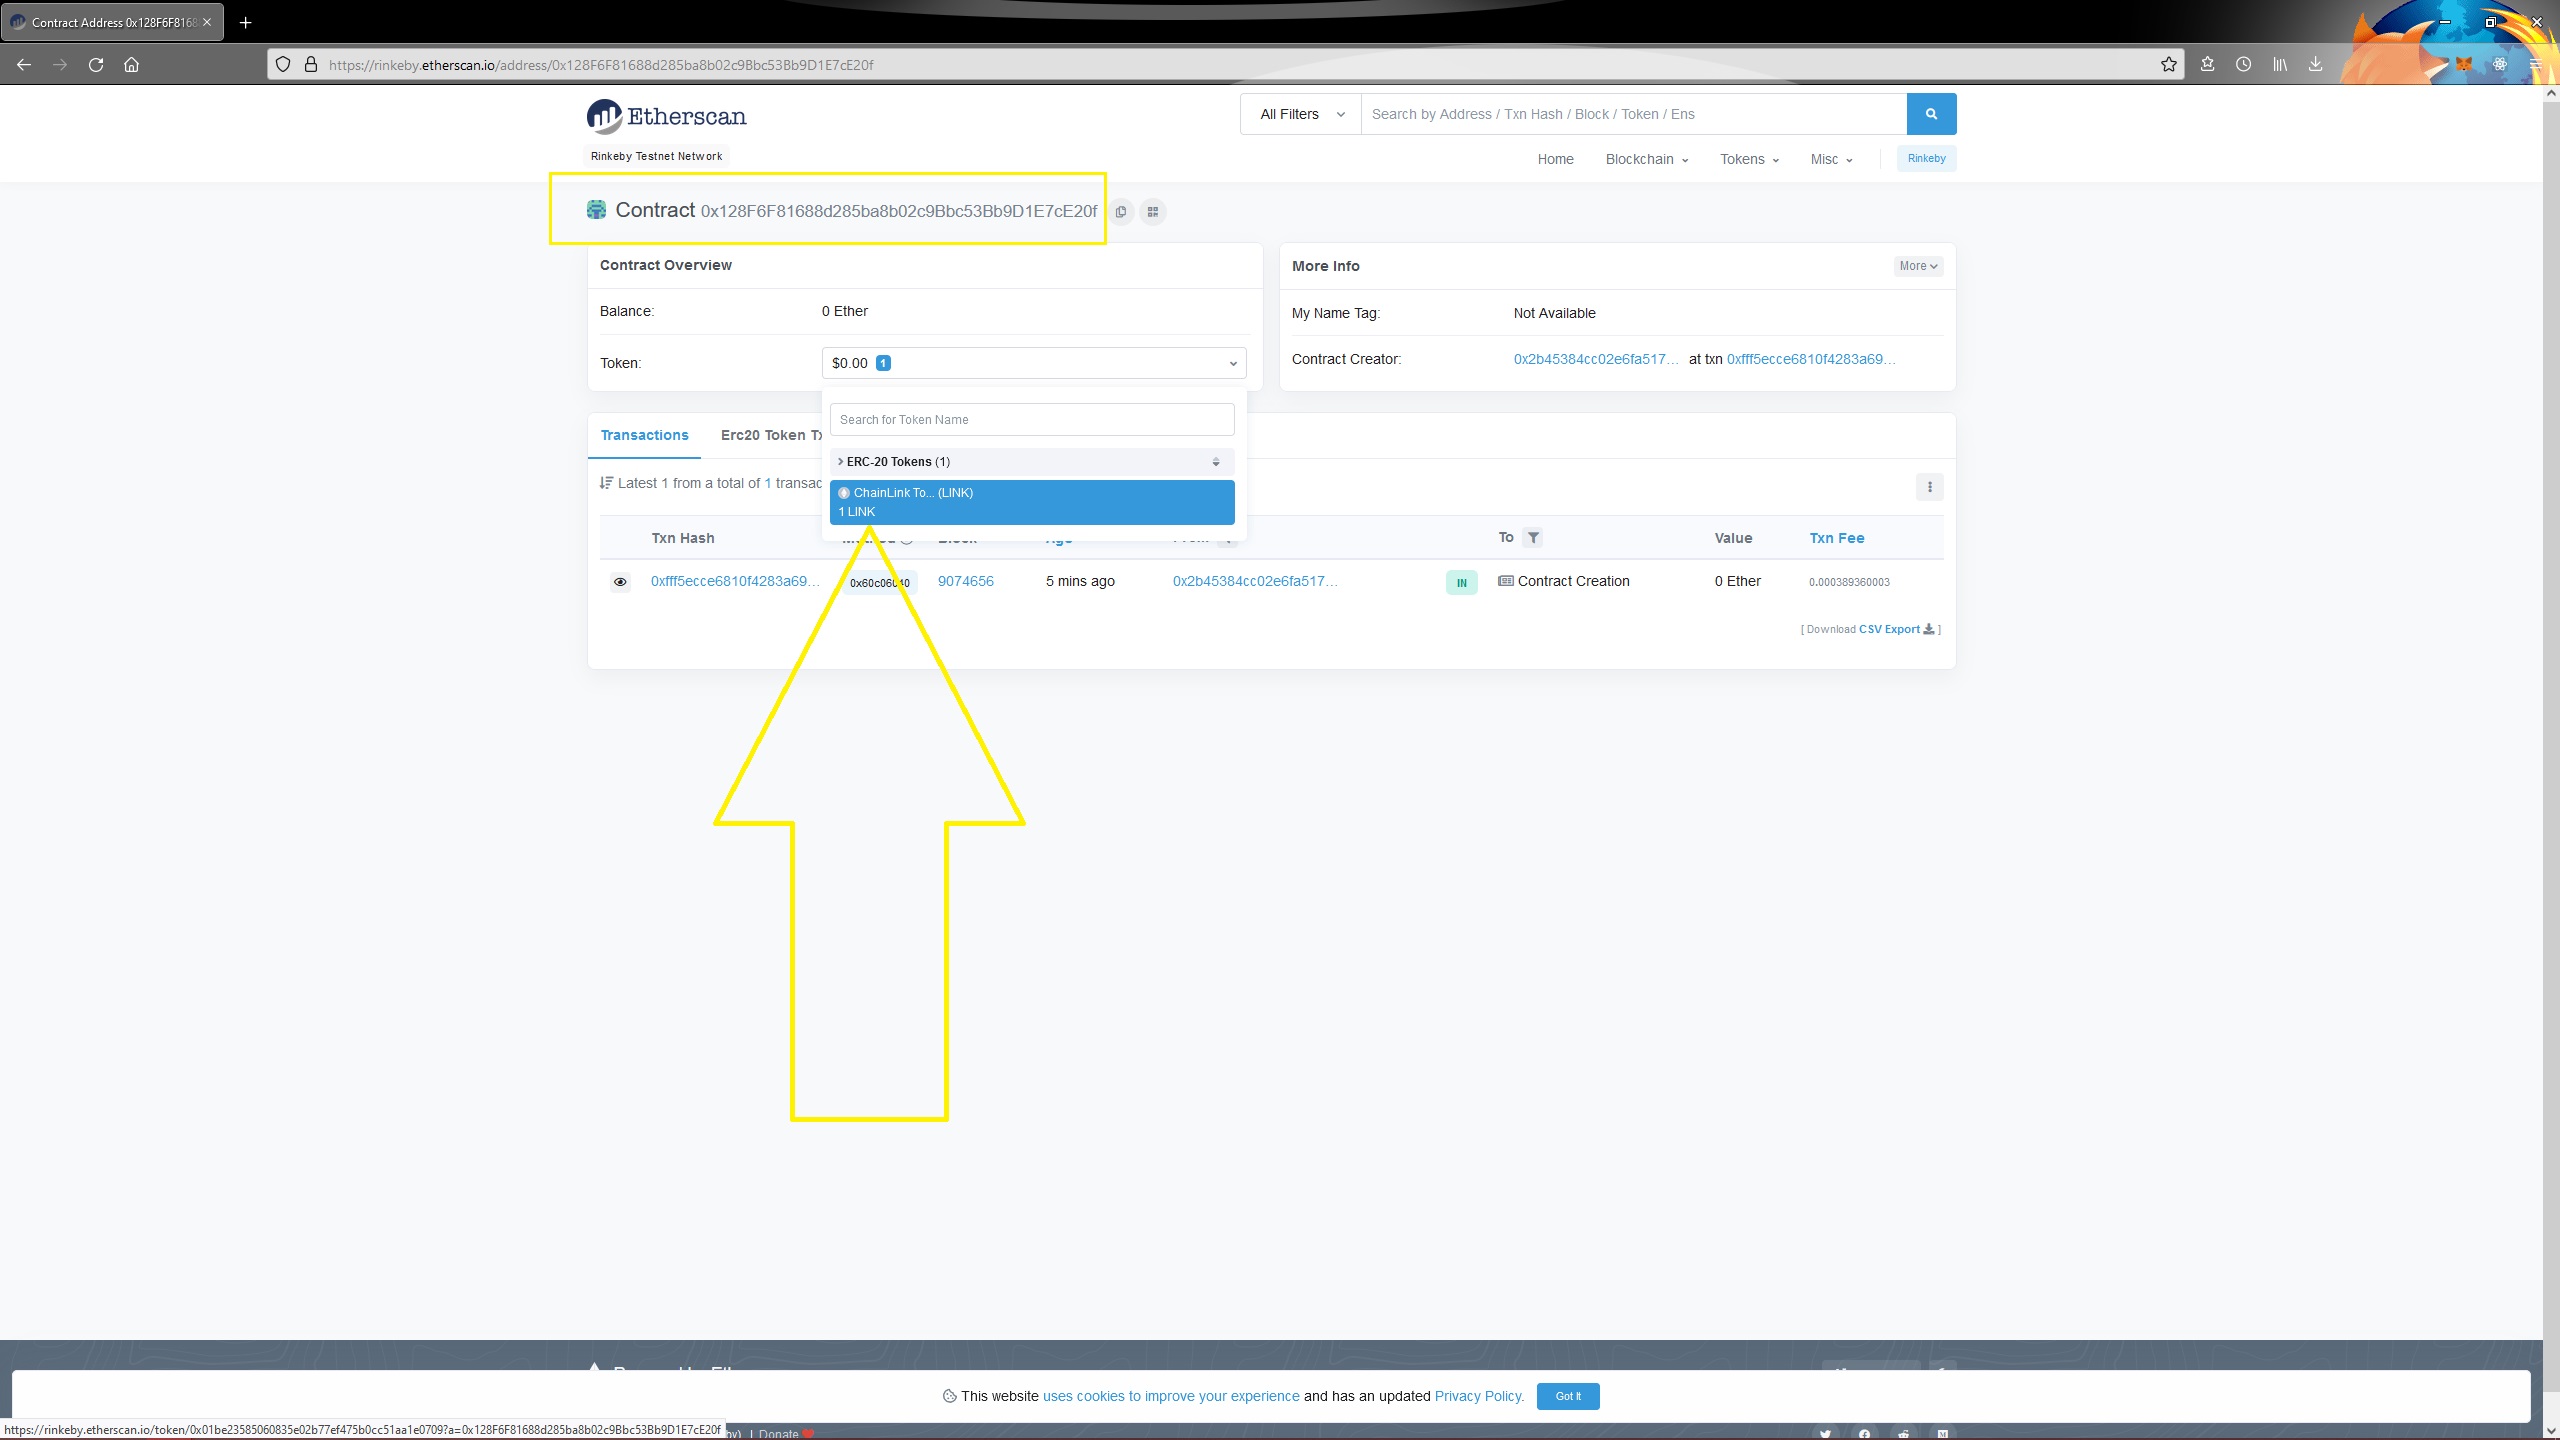 Contract Address 0x128F6F8168
https://rinkeby.etherscan.io/address/0x128F6F81688d285ba8b02c9Bbc53Bb9D1E7cE20f
Etherscan
All Filters
Search by Address / Txn Hash / Block / Token / Ens
Rinkeby Testnet Network
Home
Blockchain
Tokens
Misc
Rinkeby
Contract 0x128F6F81688d285ba8b02c9Bbc53Bb9D1E7cE20f
Contract Overview
Balance:
0 Ether
Token:
$0.00 1
More Info
More
My Name Tag:
Not Available
Contract Creator:
0x2b45384cc02e6fa517... at txn 0xfff5ecce6810f4283a69...
Search for Token Name
ERC-20 Tokens (1)
ChainLink To... (LINK)
1 LINK
Transactions
Erc20 Token Tx
Latest 1 from a total of 1 transac
Txn Hash
To
Value
Txn Fee
0xfff5ecce6810f4283a69...
0x60c06040
9074656
5 mins ago
0x2b45384cc02e6fa517...
IN
Contract Creation
0 Ether
0.000389360003
[ Download CSV Export ]
This website uses cookies to improve your experience and has an updated Privacy Policy.
Got It
https://rinkeby.etherscan.io/token/0x01be23585060835e02b77ef475b0cc51aa1e0709?a=0x128F6F81688d285ba8b02c9Bbc53Bb9D1E7cE20f
by) | Donate